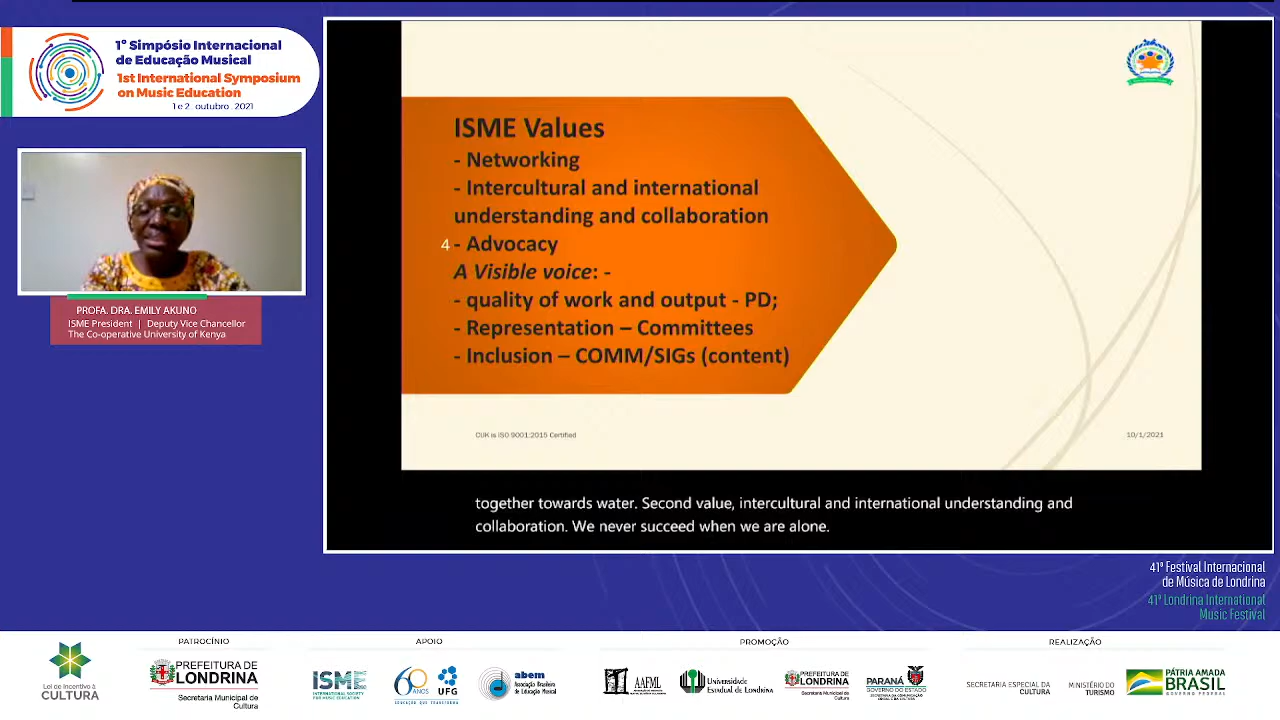 1º Simpósio Internacional
de Educação Musical
1st International Symposium
on Music Education
1 e 2 . outubro . 2021
PROFA. DRA. EMILY AKUNO
ISME President | Deputy Vice Chancellor
The Co-operative University of Kenya
ISME Values
- Networking
- Intercultural and international
understanding and collaboration
4 - Advocacy
A Visible voice: -
- quality of work and output - PD;
- Representation – Committees
- Inclusion – COMM/SIGs (content)
CUK is ISO 9001:2015 Certified
10/1/2021
together towards water. Second value, intercultural and international understanding and
collaboration. We never succeed when we are alone.
41º Festival Internacional
de Música de Londrina
41º Londrina International
Music Festival
PATROCÍNIO
APOIO
PROMOÇÃO
REALIZAÇÃO
Lei de Incentivo à
CULTURA
PREFEITURA DE
LONDRINA
Secretaria Municipal de
Cultura
ISME
INTERNATIONAL SOCIETY
FOR MUSIC EDUCATION
60
ANOS
UFG
EDUCAÇÃO QUE TRANSFORMA
abem
Associação Brasileira
de Educação Musical
AAFML
Universidade
Estadual de Londrina
PREFEITURA DE
LONDRINA
Secretaria Municipal de
Cultura
PARANÁ
GOVERNO DO ESTADO
SECRETARIA ESPECIAL DA
CULTURA
MINISTÉRIO DO
TURISMO
PÁTRIA AMADA
BRASIL
GOVERNO FEDERAL